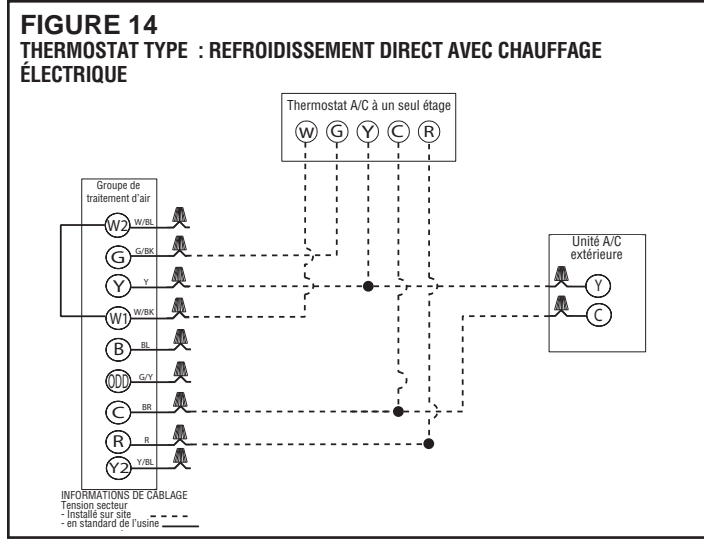 FIGURE 14
THERMOSTAT TYPE : REFROIDISSEMENT DIRECT AVEC CHAUFFAGE
ÉLECTRIQUE
Thermostat A/C à un seul étage
W G Y C R
Groupe de
traitement d'air
W2 W/BL
G G/BK
Y Y
W1 W/BK
B BL
ODD G/Y
C BR
R R
Y2 Y/BL
Unité A/C
extérieure
Y
C
INFORMATIONS DE CÂBLAGE
Tension secteur
- Installé sur site
- en standard de l'usine